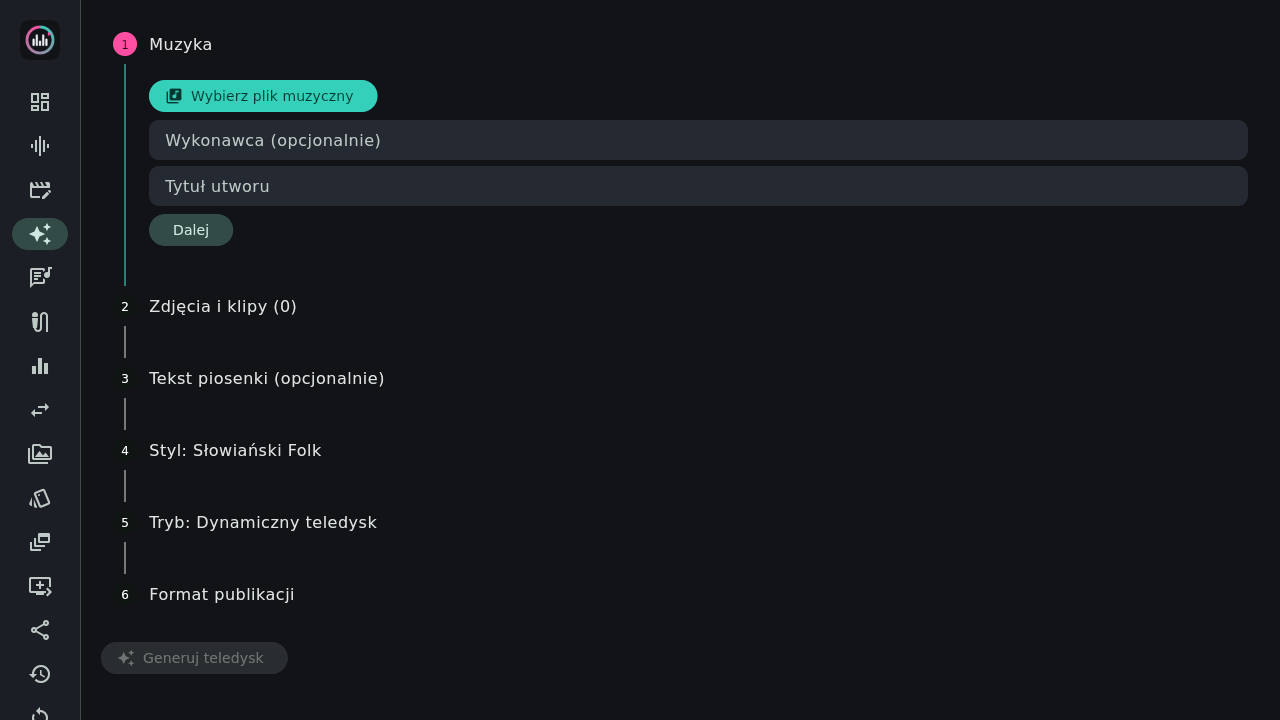 1 Muzyka
Wybierz plik muzyczny
Wykonawca (opcjonalnie)
Tytuł utworu
Dalej
2 Zdjęcia i klipy (0)
3 Tekst piosenki (opcjonalnie)
4 Styl: Słowiański Folk
5 Tryb: Dynamiczny teledysk
6 Format publikacji
Generuj teledysk